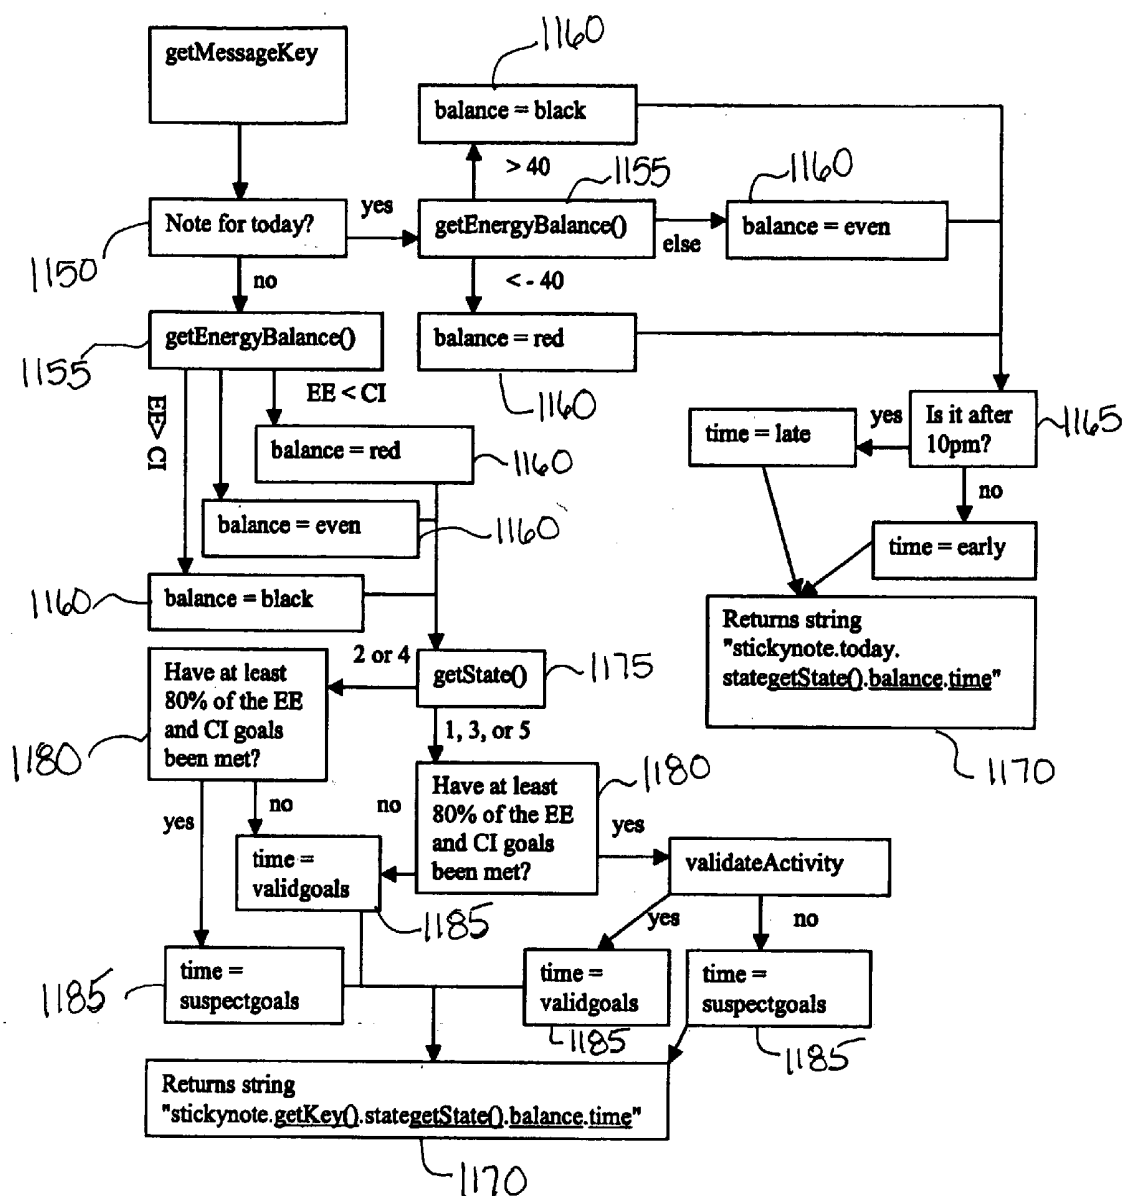 1160
getMessageKey
balance = black
> 40
1155
1160
Note for today?
yes
getEnergyBalance()
else
balance = even
1150
no
< - 40
getEnergyBalance()
balance = red
1155
EE < CI
1160
EE> CI
balance = red
1160
time = late
yes
Is it after
10pm?
1165
no
balance = even
1160
time = early
1160
balance = black
Returns string
"stickynote.today.
stategetState().balance.time"
1170
2 or 4
getState()
1175
Have at least
80% of the EE
and CI goals
been met?
1180
1, 3, or 5
Have at least
80% of the EE
and CI goals
been met?
1180
yes
no
no
yes
validateActivity
time =
validgoals
1185
yes
no
time =
suspectgoals
1185
time =
validgoals
1185
time =
suspectgoals
1185
Returns string
"stickynote.getKey().stategetState().balance.time"
1170